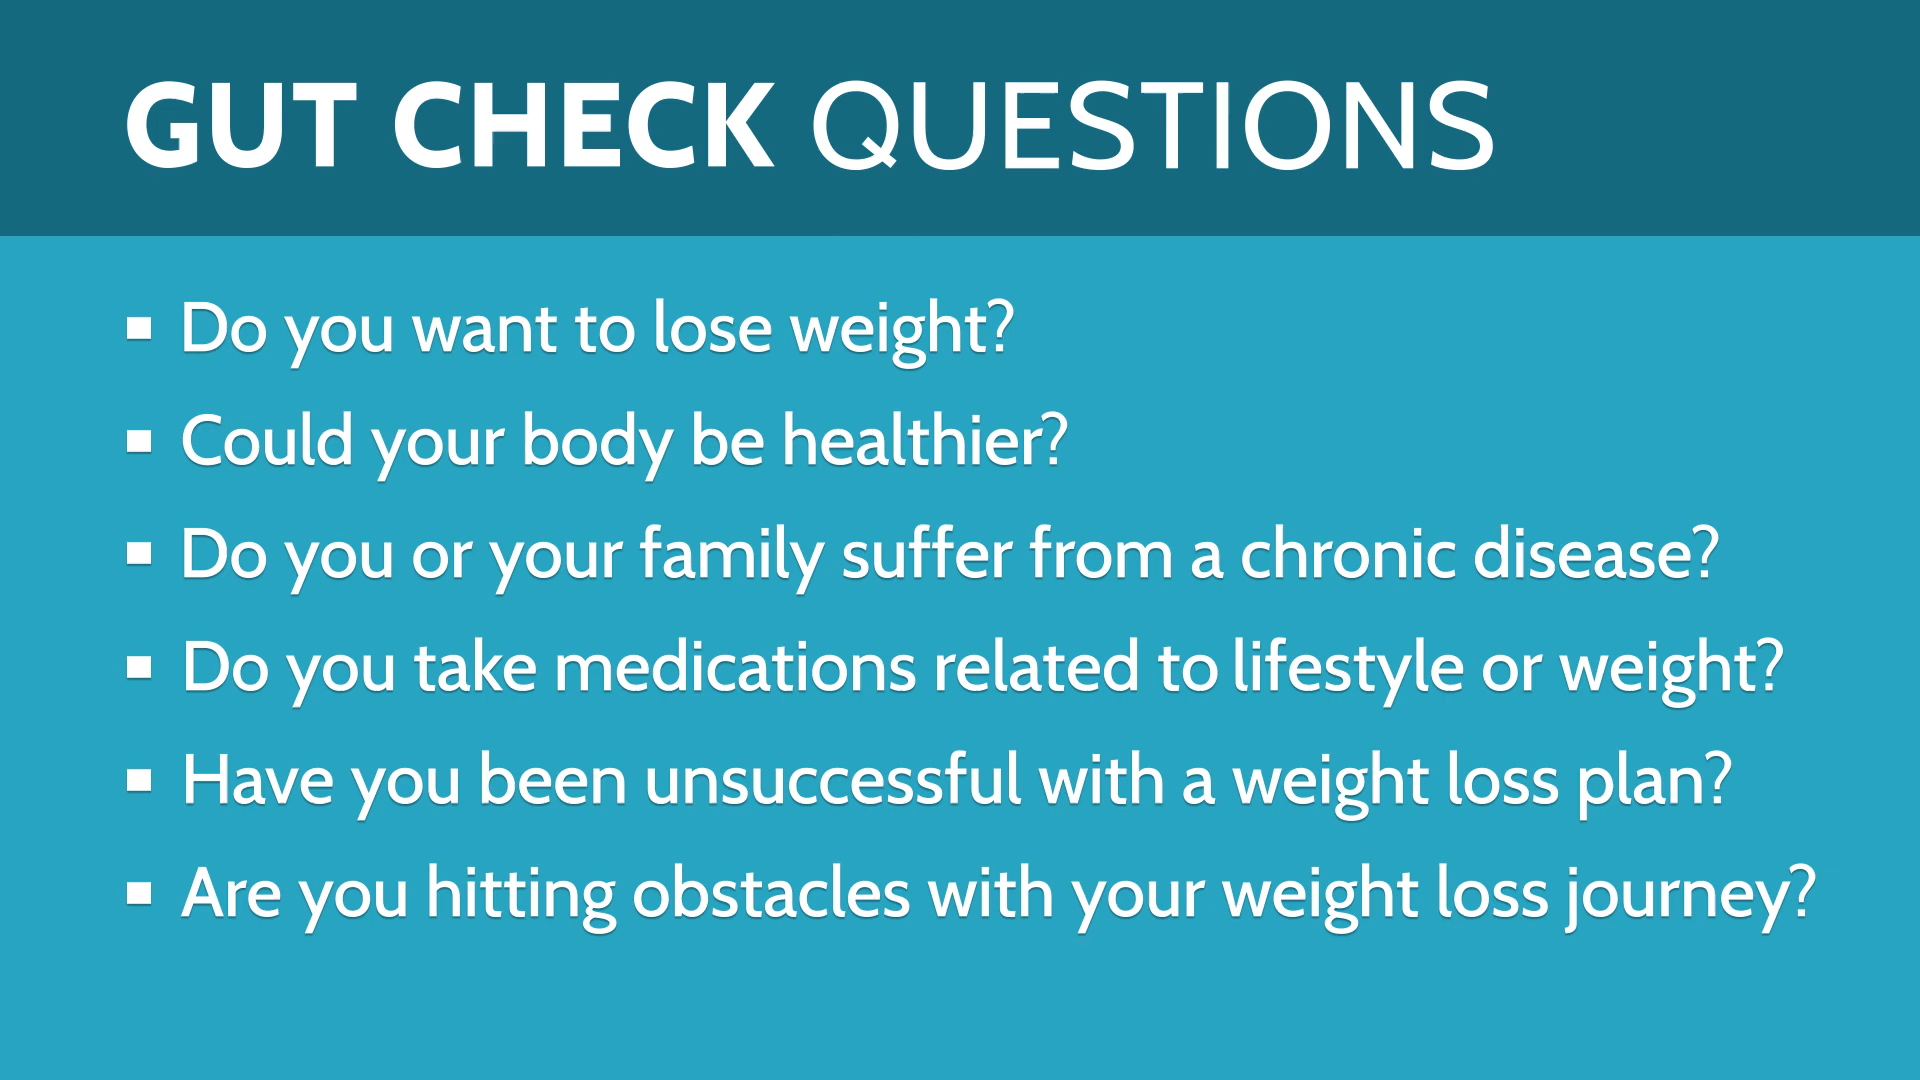 GUT CHECK QUESTIONS
▪ Do you want to lose weight?
▪ Could your body be healthier?
▪ Do you or your family suffer from a chronic disease?
▪ Do you take medications related to lifestyle or weight?
▪ Have you been unsuccessful with a weight loss plan?
▪ Are you hitting obstacles with your weight loss journey?